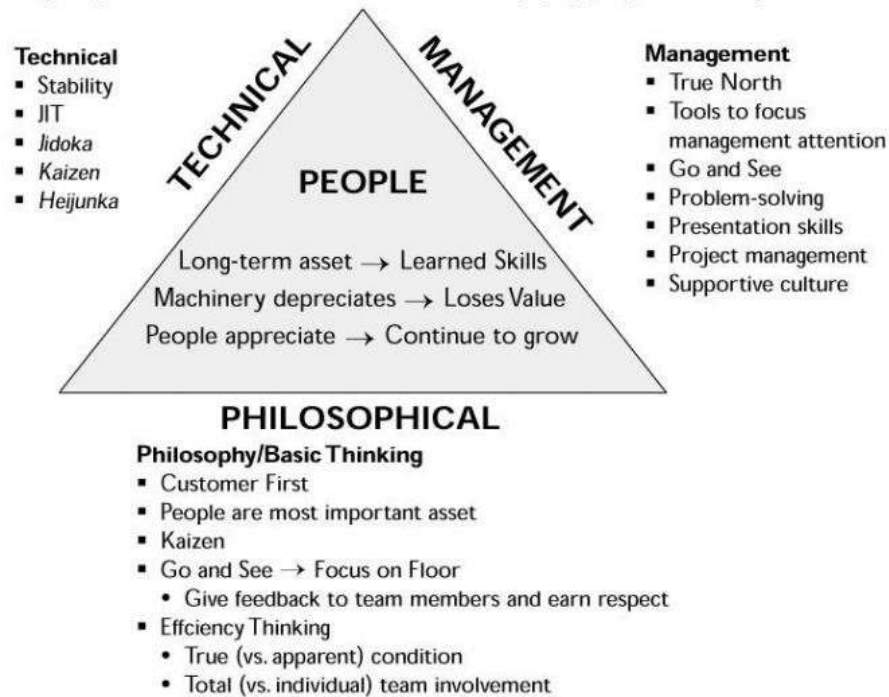 Technical
▪ Stability
▪ JIT
▪ Jidoka
▪ Kaizen
▪ Heijunka
TECHNICAL
MANAGEMENT
Management
▪ True North
▪ Tools to focus
management attention
▪ Go and See
▪ Problem-solving
▪ Presentation skills
▪ Project management
▪ Supportive culture
PEOPLE
Long-term asset → Learned Skills
Machinery depreciates → Loses Value
People appreciate → Continue to grow
PHILOSOPHICAL
Philosophy/Basic Thinking
▪ Customer First
▪ People are most important asset
▪ Kaizen
▪ Go and See → Focus on Floor
• Give feedback to team members and earn respect
▪ Effciency Thinking
• True (vs. apparent) condition
• Total (vs. individual) team involvement